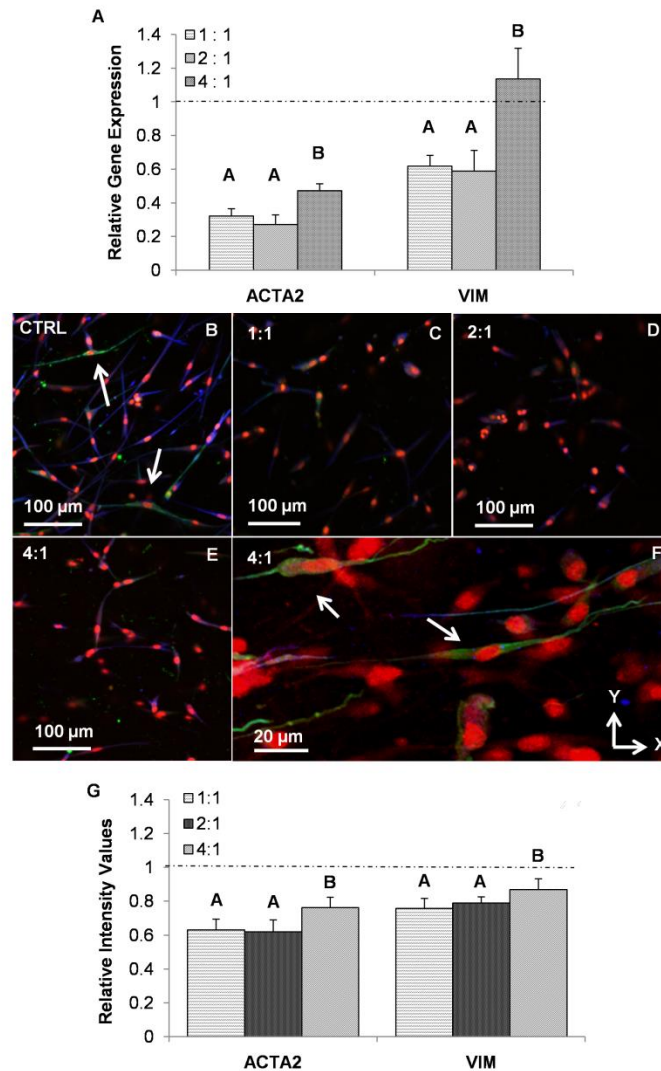 A
Relative Gene Expression
1.4
1.2
1
0.8
0.6
0.4
0.2
0
1 : 1
2 : 1
4 : 1
A
A
B
A
A
B
ACTA2
VIM
CTRL
B
100 µm
1:1
C
100 µm
2:1
D
100 µm
4:1
E
100 µm
4:1
F
20 µm
Y
X
G
Relative Intensity Values
1.4
1.2
1
0.8
0.6
0.4
0.2
0
1:1
2:1
4:1
A
A
B
A
A
B
ACTA2
VIM